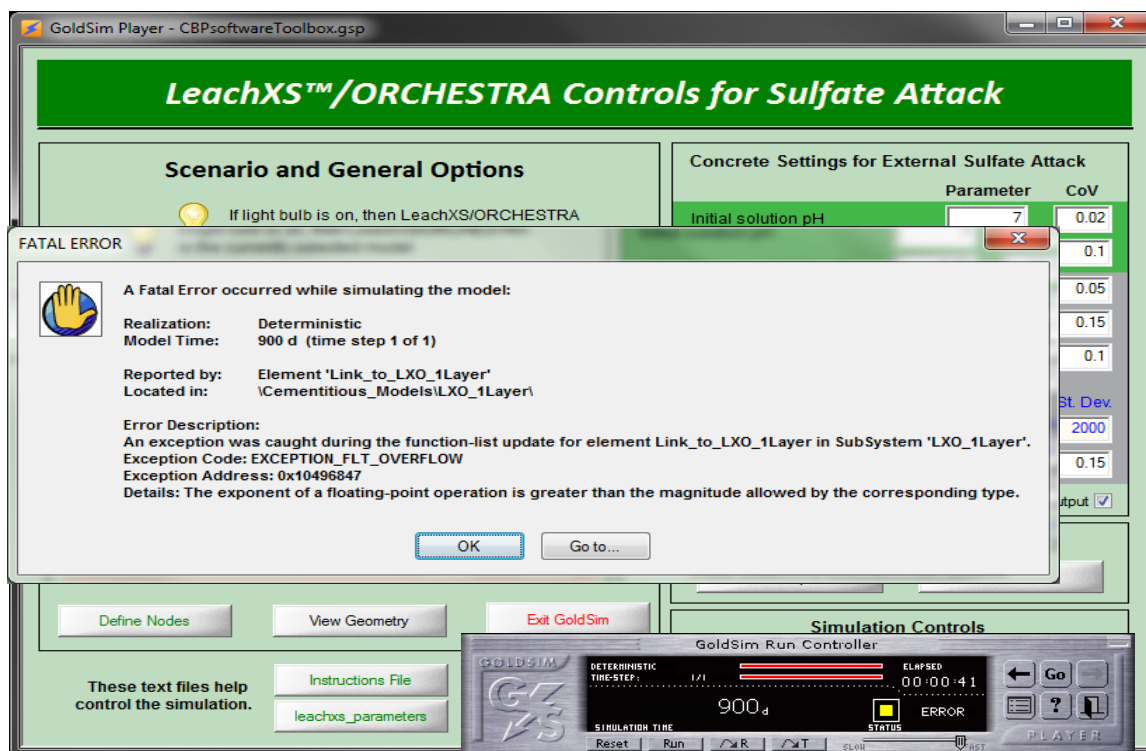 GoldSim Player - CBPsoftwareToolbox.gsp
LeachXS™/ORCHESTRA Controls for Sulfate Attack
Scenario and General Options
If light bulb is on, then LeachXS/ORCHESTRA
Concrete Settings for External Sulfate Attack
Parameter CoV
Initial solution pH 7 0.02
0.1
0.05
0.15
0.1
St. Dev.
2000
0.15
FATAL ERROR
A Fatal Error occurred while simulating the model:
Realization: Deterministic
Model Time: 900 d (time step 1 of 1)
Reported by: Element 'Link_to_LXO_1Layer'
Located in: \Cementitious_Models\LXO_1Layer\
Error Description:
An exception was caught during the function-list update for element Link_to_LXO_1Layer in SubSystem 'LXO_1Layer'.
Exception Code: EXCEPTION_FLT_OVERFLOW
Exception Address: 0x10496847
Details: The exponent of a floating-point operation is greater than the magnitude allowed by the corresponding type.
OK Go to...
Define Nodes View Geometry Exit GoldSim
These text files help
control the simulation.
Instructions File
leachxs_parameters
Simulation Controls
GoldSim Run Controller
GOLDSIM
DETERMINISTIC
TIME-STEP: 1/1
ELAPSED
00:00:41
900d
SIMULATION TIME
STATUS
ERROR
Go
?
PLAYER
Reset Run R T SLOW FAST